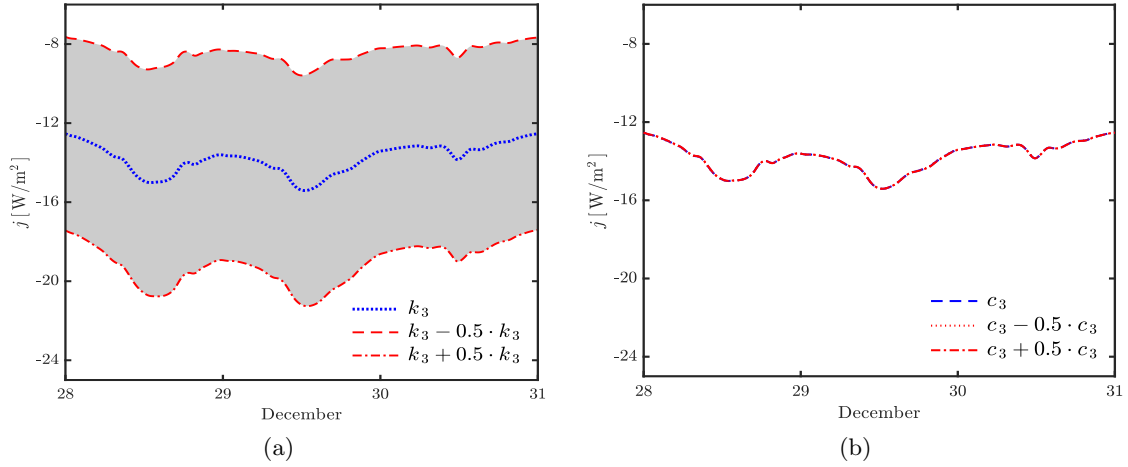 -8
-12
-16
-20
-24
j [ W/m² ]
28
29
30
31
December
k₃
k₃ − 0.5 · k₃
k₃ + 0.5 · k₃
(a)
-8
-12
-16
-20
-24
j [ W/m² ]
28
29
30
31
December
c₃
c₃ − 0.5 · c₃
c₃ + 0.5 · c₃
(b)